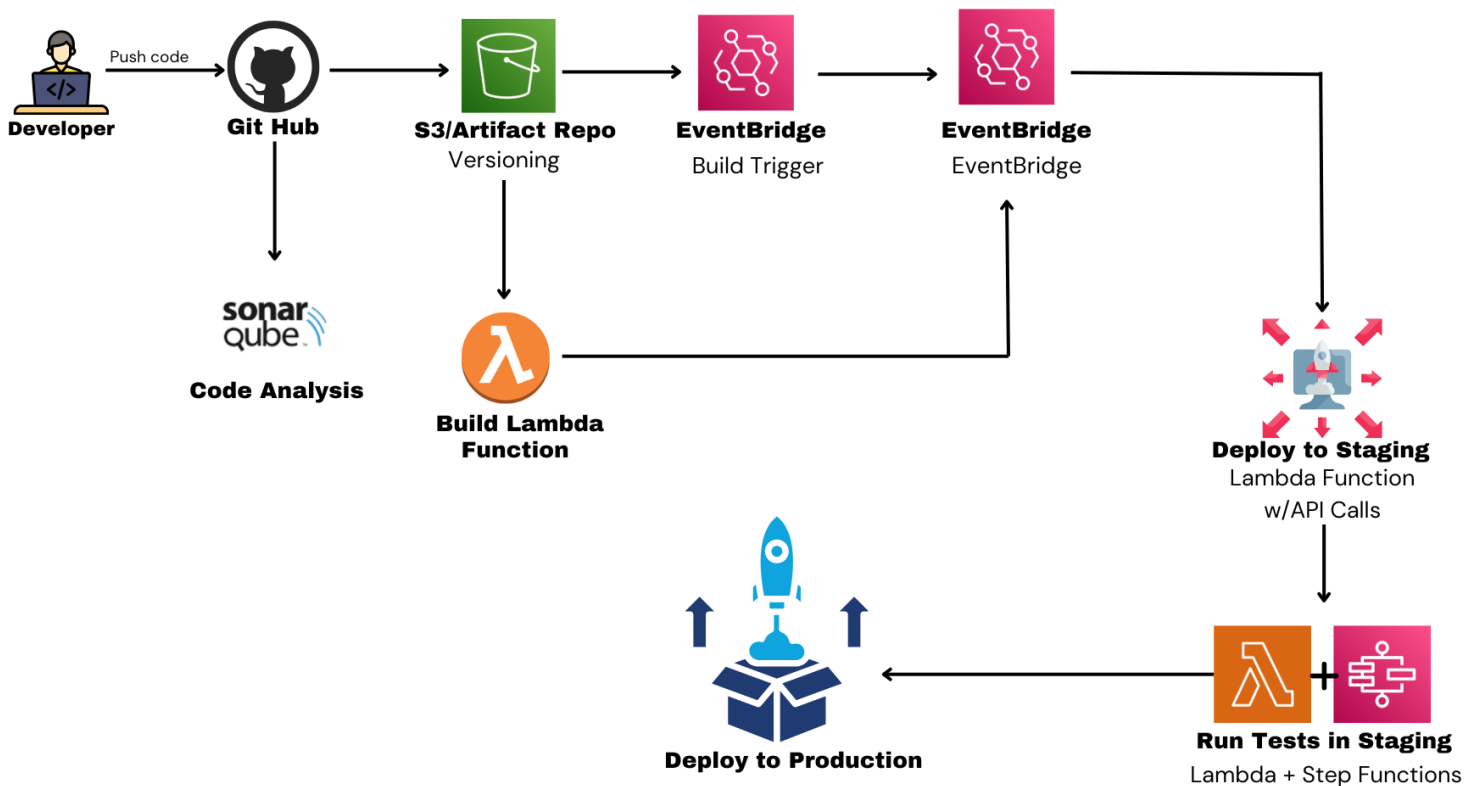 Push code
</>
Developer
Git Hub
S3/Artifact Repo
Versioning
EventBridge
Build Trigger
EventBridge
EventBridge
sonar
qube™
Code Analysis
λ
Build Lambda
Function
Deploy to Staging
Lambda Function
w/API Calls
Deploy to Production
λ
+
Run Tests in Staging
Lambda + Step Functions